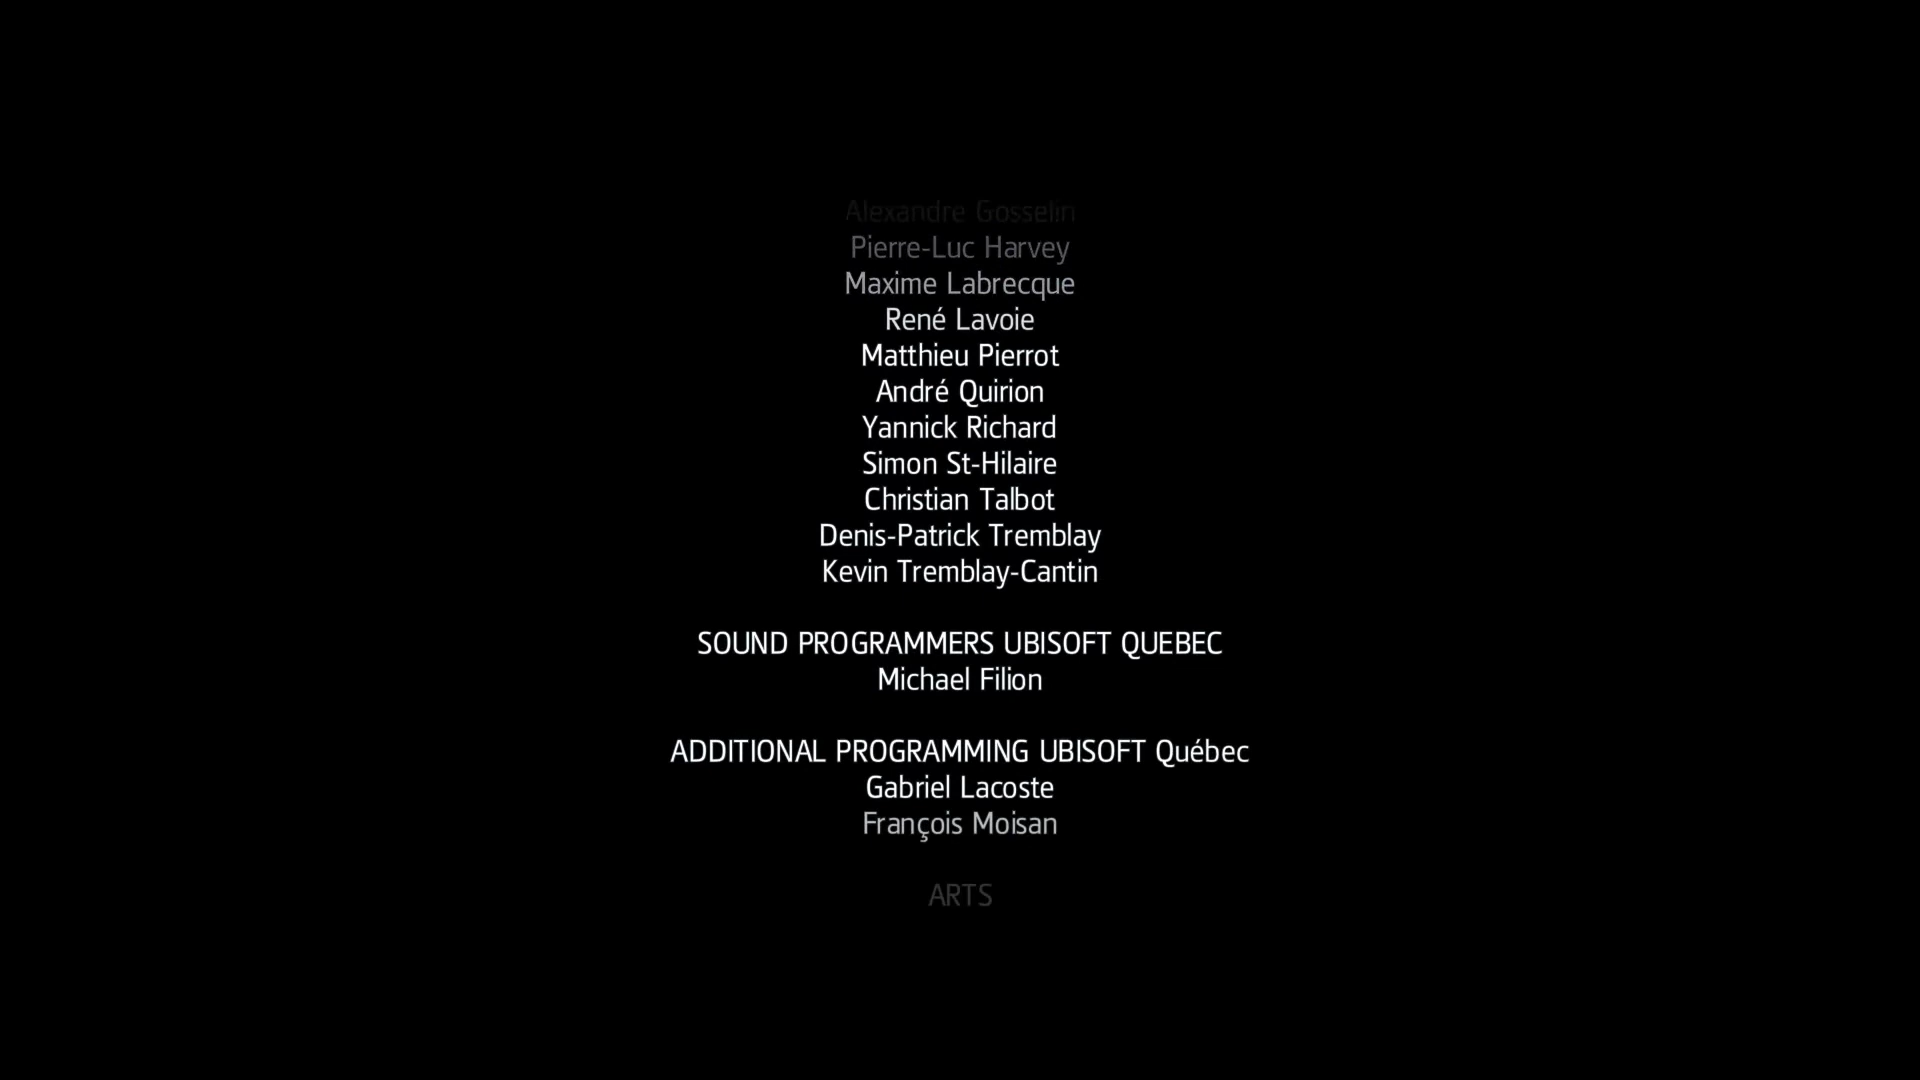 Alexandre Gosselin
Pierre-Luc Harvey
Maxime Labrecque
René Lavoie
Matthieu Pierrot
André Quirion
Yannick Richard
Simon St-Hilaire
Christian Talbot
Denis-Patrick Tremblay
Kevin Tremblay-Cantin
SOUND PROGRAMMERS UBISOFT QUEBEC
Michael Filion
ADDITIONAL PROGRAMMING UBISOFT Québec
Gabriel Lacoste
François Moisan
ARTS